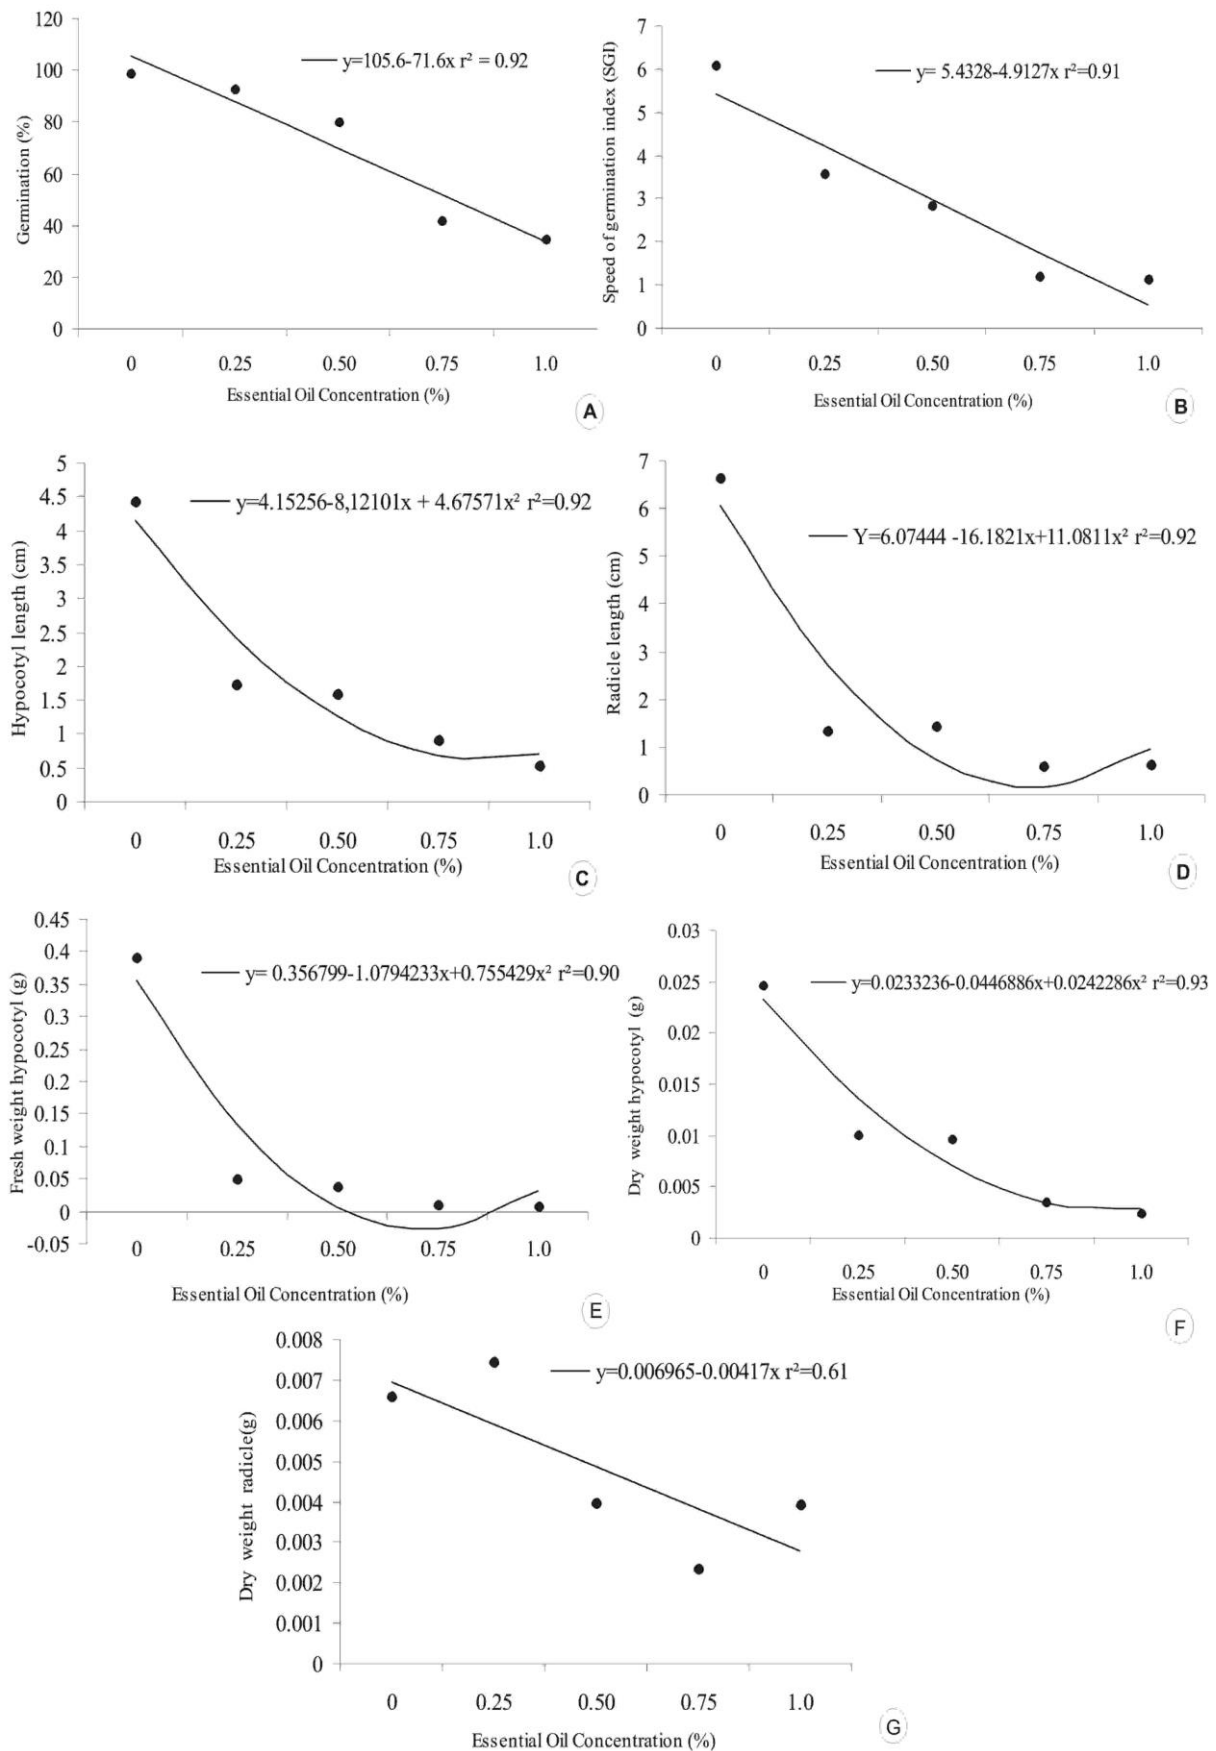 120
100
80
60
40
20
0
Germination (%)
y=105.6-71.6x r² = 0.92
0 0.25 0.50 0.75 1.0
Essential Oil Concentration (%)
A
7
6
5
4
3
2
1
0
Speed of germination index (SGI)
y= 5.4328-4.9127x r²=0.91
0 0.25 0.50 0.75 1.0
Essential Oil Concentration (%)
B
5
4.5
4
3.5
3
2.5
2
1.5
1
0.5
0
Hypocotyl length (cm)
y=4.15256-8,12101x + 4.67571x² r²=0.92
0 0.25 0.50 0.75 1.0
Essential Oil Concentration (%)
C
7
6
5
4
3
2
1
0
Radicle length (cm)
Y=6.07444 -16.1821x+11.0811x² r²=0.92
0 0.25 0.50 0.75 1.0
Essential Oil Concentration (%)
D
0.45
0.4
0.35
0.3
0.25
0.2
0.15
0.1
0.05
0
-0.05
Fresh weight hypocotyl (g)
y= 0.356799-1.0794233x+0.755429x² r²=0.90
0 0.25 0.50 0.75 1.0
Essential Oil Concentration (%)
E
0.03
0.025
0.02
0.015
0.01
0.005
0
Dry weight hypocotyl (g)
y=0.0233236-0.0446886x+0.0242286x² r²=0.93
0 0.25 0.50 0.75 1.0
Essential Oil Concentration (%)
F
0.008
0.007
0.006
0.005
0.004
0.003
0.002
0.001
0
Dry weight radicle(g)
y=0.006965-0.00417x r²=0.61
0 0.25 0.50 0.75 1.0
Essential Oil Concentration (%)
G